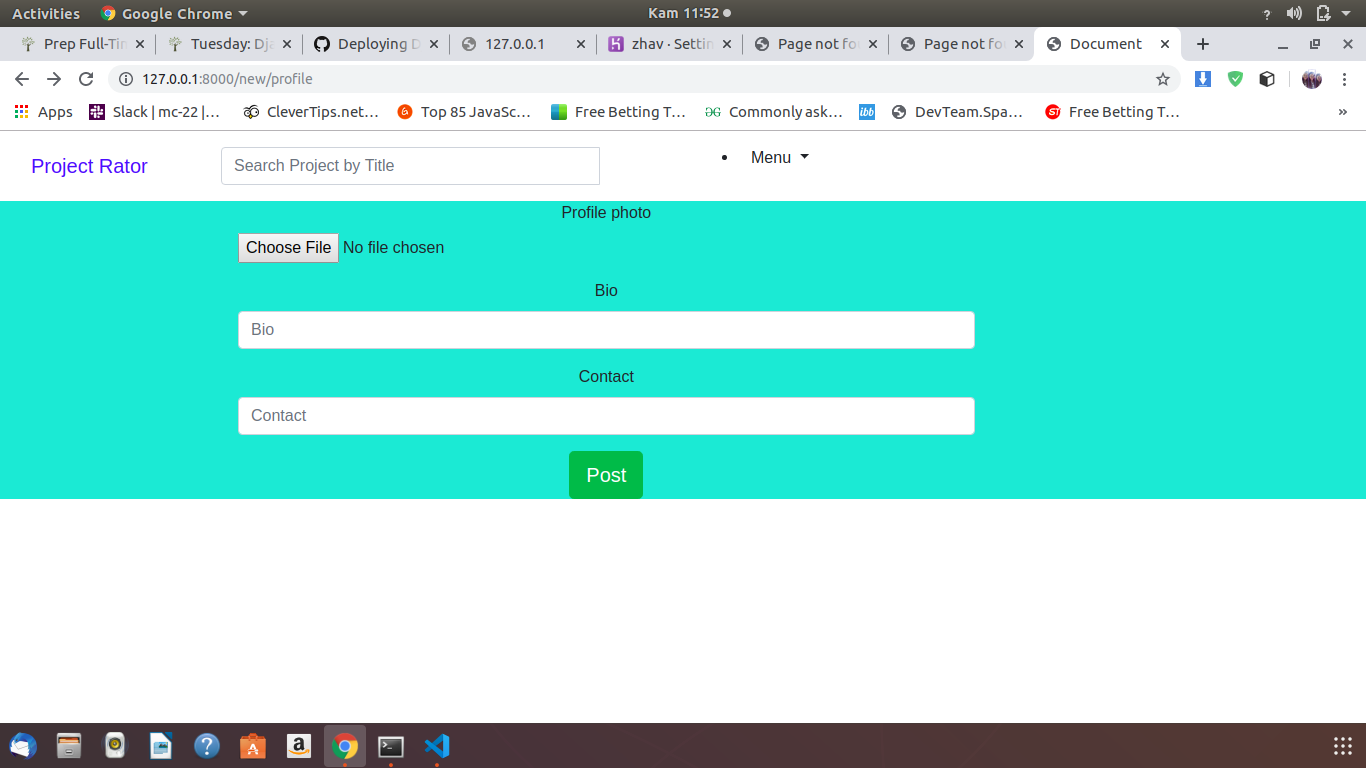 Activities Google Chrome Kam 11:52
Prep Full-Tin Tuesday: Dja Deploying D 127.0.0.1 zhav · Settin Page not fo Page not fo Document
127.0.0.1:8000/new/profile
Apps Slack | mc-22 |... CleverTips.net... Top 85 JavaSc... Free Betting T... Commonly ask... ibb DevTeam.Spa... ST Free Betting T... »
Project Rator Search Project by Title • Menu
Profile photo
Choose File No file chosen
Bio
Bio
Contact
Contact
Post